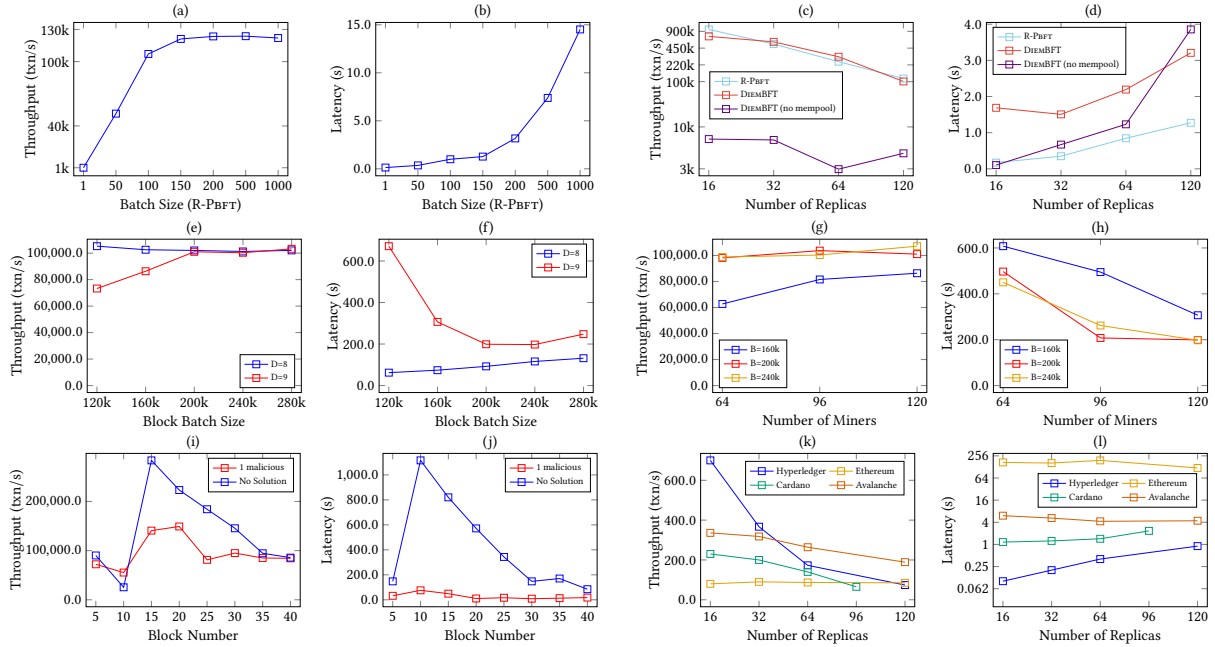 (a)
Throughput (txn/s)
130k
100k
40k
1k
1 50 100 150 200 500 1000
Batch Size (R-PBFT)
(b)
Latency (s)
15.0
10.0
5.0
0.0
1 50 100 150 200 500 1000
Batch Size (R-PBFT)
(c)
Throughput (txn/s)
900k
450k
220k
100k
10k
3k
R-PBFT
DIEMBFT
DIEMBFT (no mempool)
16 32 64 120
Number of Replicas
(d)
Latency (s)
4.0
3.0
2.0
1.0
0.0
R-PBFT
DIEMBFT
DIEMBFT (no mempool)
16 32 64 120
Number of Replicas
(e)
Throughput (txn/s)
100,000.0
80,000.0
60,000.0
40,000.0
20,000.0
0.0
D=8
D=9
120k 160k 200k 240k 280k
Block Batch Size
(f)
Latency (s)
600.0
400.0
200.0
0.0
D=8
D=9
120k 160k 200k 240k 280k
Block Batch Size
(g)
Throughput (txn/s)
100,000.0
80,000.0
60,000.0
40,000.0
20,000.0
0.0
B=160k
B=200k
B=240k
64 96 120
Number of Miners
(h)
Latency (s)
600.0
400.0
200.0
0.0
B=160k
B=200k
B=240k
64 96 120
Number of Miners
(i)
Throughput (txn/s)
200,000.0
100,000.0
0.0
1 malicious
No Solution
5 10 15 20 25 30 35 40
Block Number
(j)
Latency (s)
1,000.0
800.0
600.0
400.0
200.0
0.0
1 malicious
No Solution
5 10 15 20 25 30 35 40
Block Number
(k)
Throughput (txn/s)
600.0
400.0
200.0
0.0
Hyperledger Ethereum
Cardano Avalanche
16 32 64 96 120
Number of Replicas
(l)
Latency (s)
256
64
16
4
1
0.25
0.062
Hyperledger Ethereum
Cardano Avalanche
16 32 64 96 120
Number of Replicas